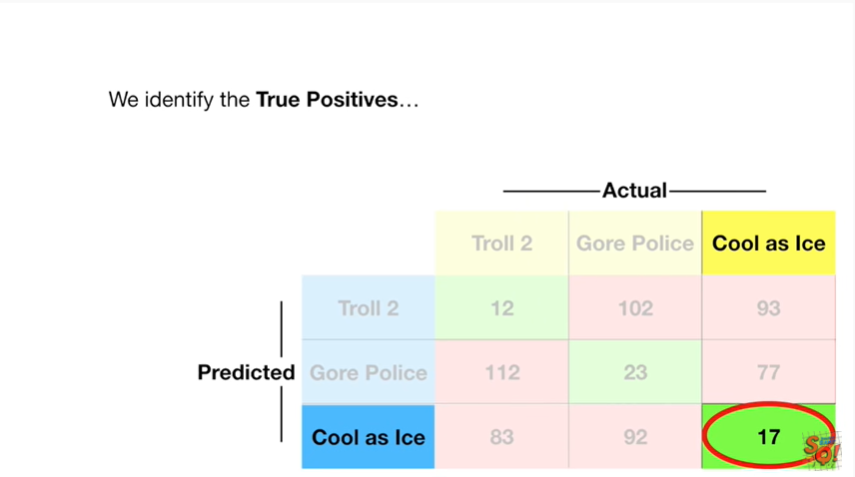 We identify the True Positives…
Actual
Troll 2 Gore Police Cool as Ice
Troll 2 12 102 93
Predicted Gore Police 112 23 77
Cool as Ice 83 92 17